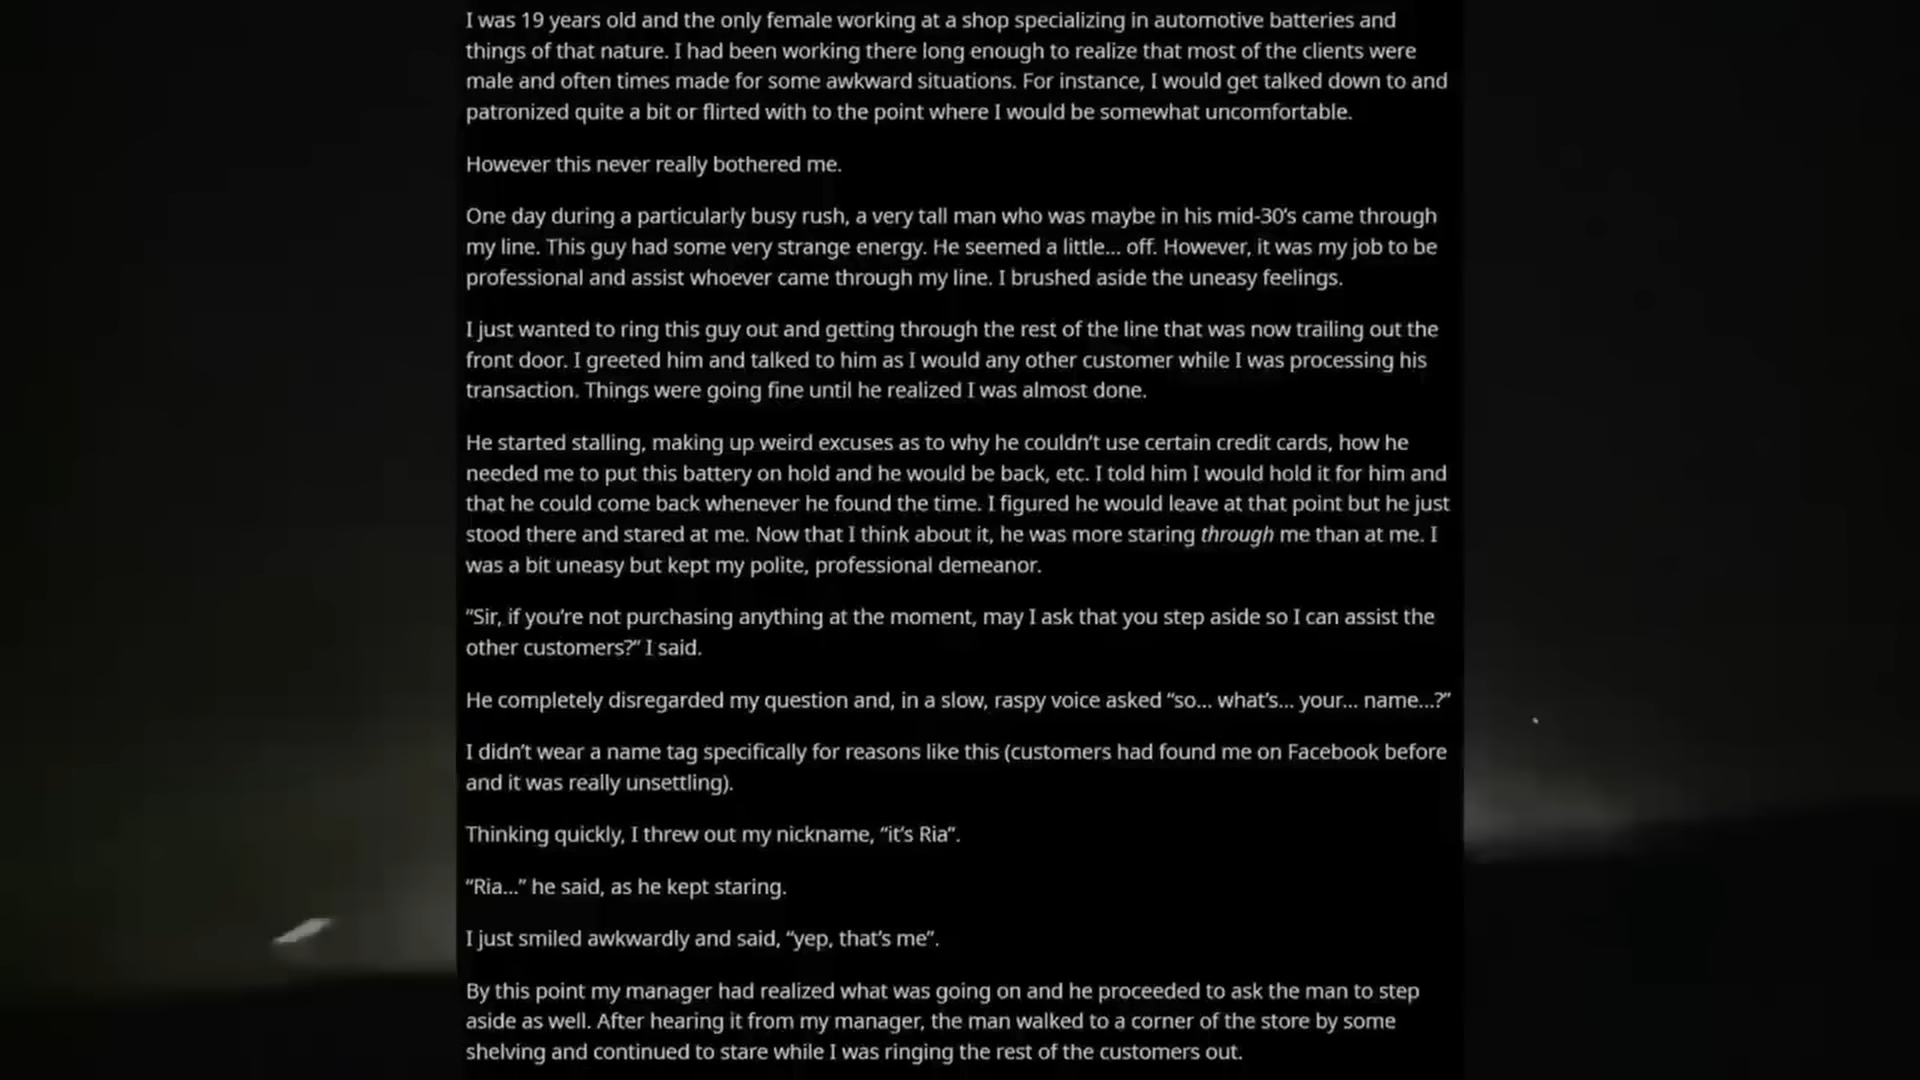 I was 19 years old and the only female working at a shop specializing in automotive batteries and
things of that nature. I had been working there long enough to realize that most of the clients were
male and often times made for some awkward situations. For instance, I would get talked down to and
patronized quite a bit or flirted with to the point where I would be somewhat uncomfortable.
However this never really bothered me.
One day during a particularly busy rush, a very tall man who was maybe in his mid-30’s came through
my line. This guy had some very strange energy. He seemed a little... off. However, it was my job to be
professional and assist whoever came through my line. I brushed aside the uneasy feelings.
I just wanted to ring this guy out and getting through the rest of the line that was now trailing out the
front door. I greeted him and talked to him as I would any other customer while I was processing his
transaction. Things were going fine until he realized I was almost done.
He started stalling, making up weird excuses as to why he couldn’t use certain credit cards, how he
needed me to put this battery on hold and he would be back, etc. I told him I would hold it for him and
that he could come back whenever he found the time. I figured he would leave at that point but he just
stood there and stared at me. Now that I think about it, he was more staring through me than at me. I
was a bit uneasy but kept my polite, professional demeanor.
“Sir, if you’re not purchasing anything at the moment, may I ask that you step aside so I can assist the
other customers?” I said.
He completely disregarded my question and, in a slow, raspy voice asked “so... what’s... your... name...?”
I didn’t wear a name tag specifically for reasons like this (customers had found me on Facebook before
and it was really unsettling).
Thinking quickly, I threw out my nickname, “it’s Ria”.
“Ria...” he said, as he kept staring.
I just smiled awkwardly and said, “yep, that’s me”.
By this point my manager had realized what was going on and he proceeded to ask the man to step
aside as well. After hearing it from my manager, the man walked to a corner of the store by some
shelving and continued to stare while I was ringing the rest of the customers out.